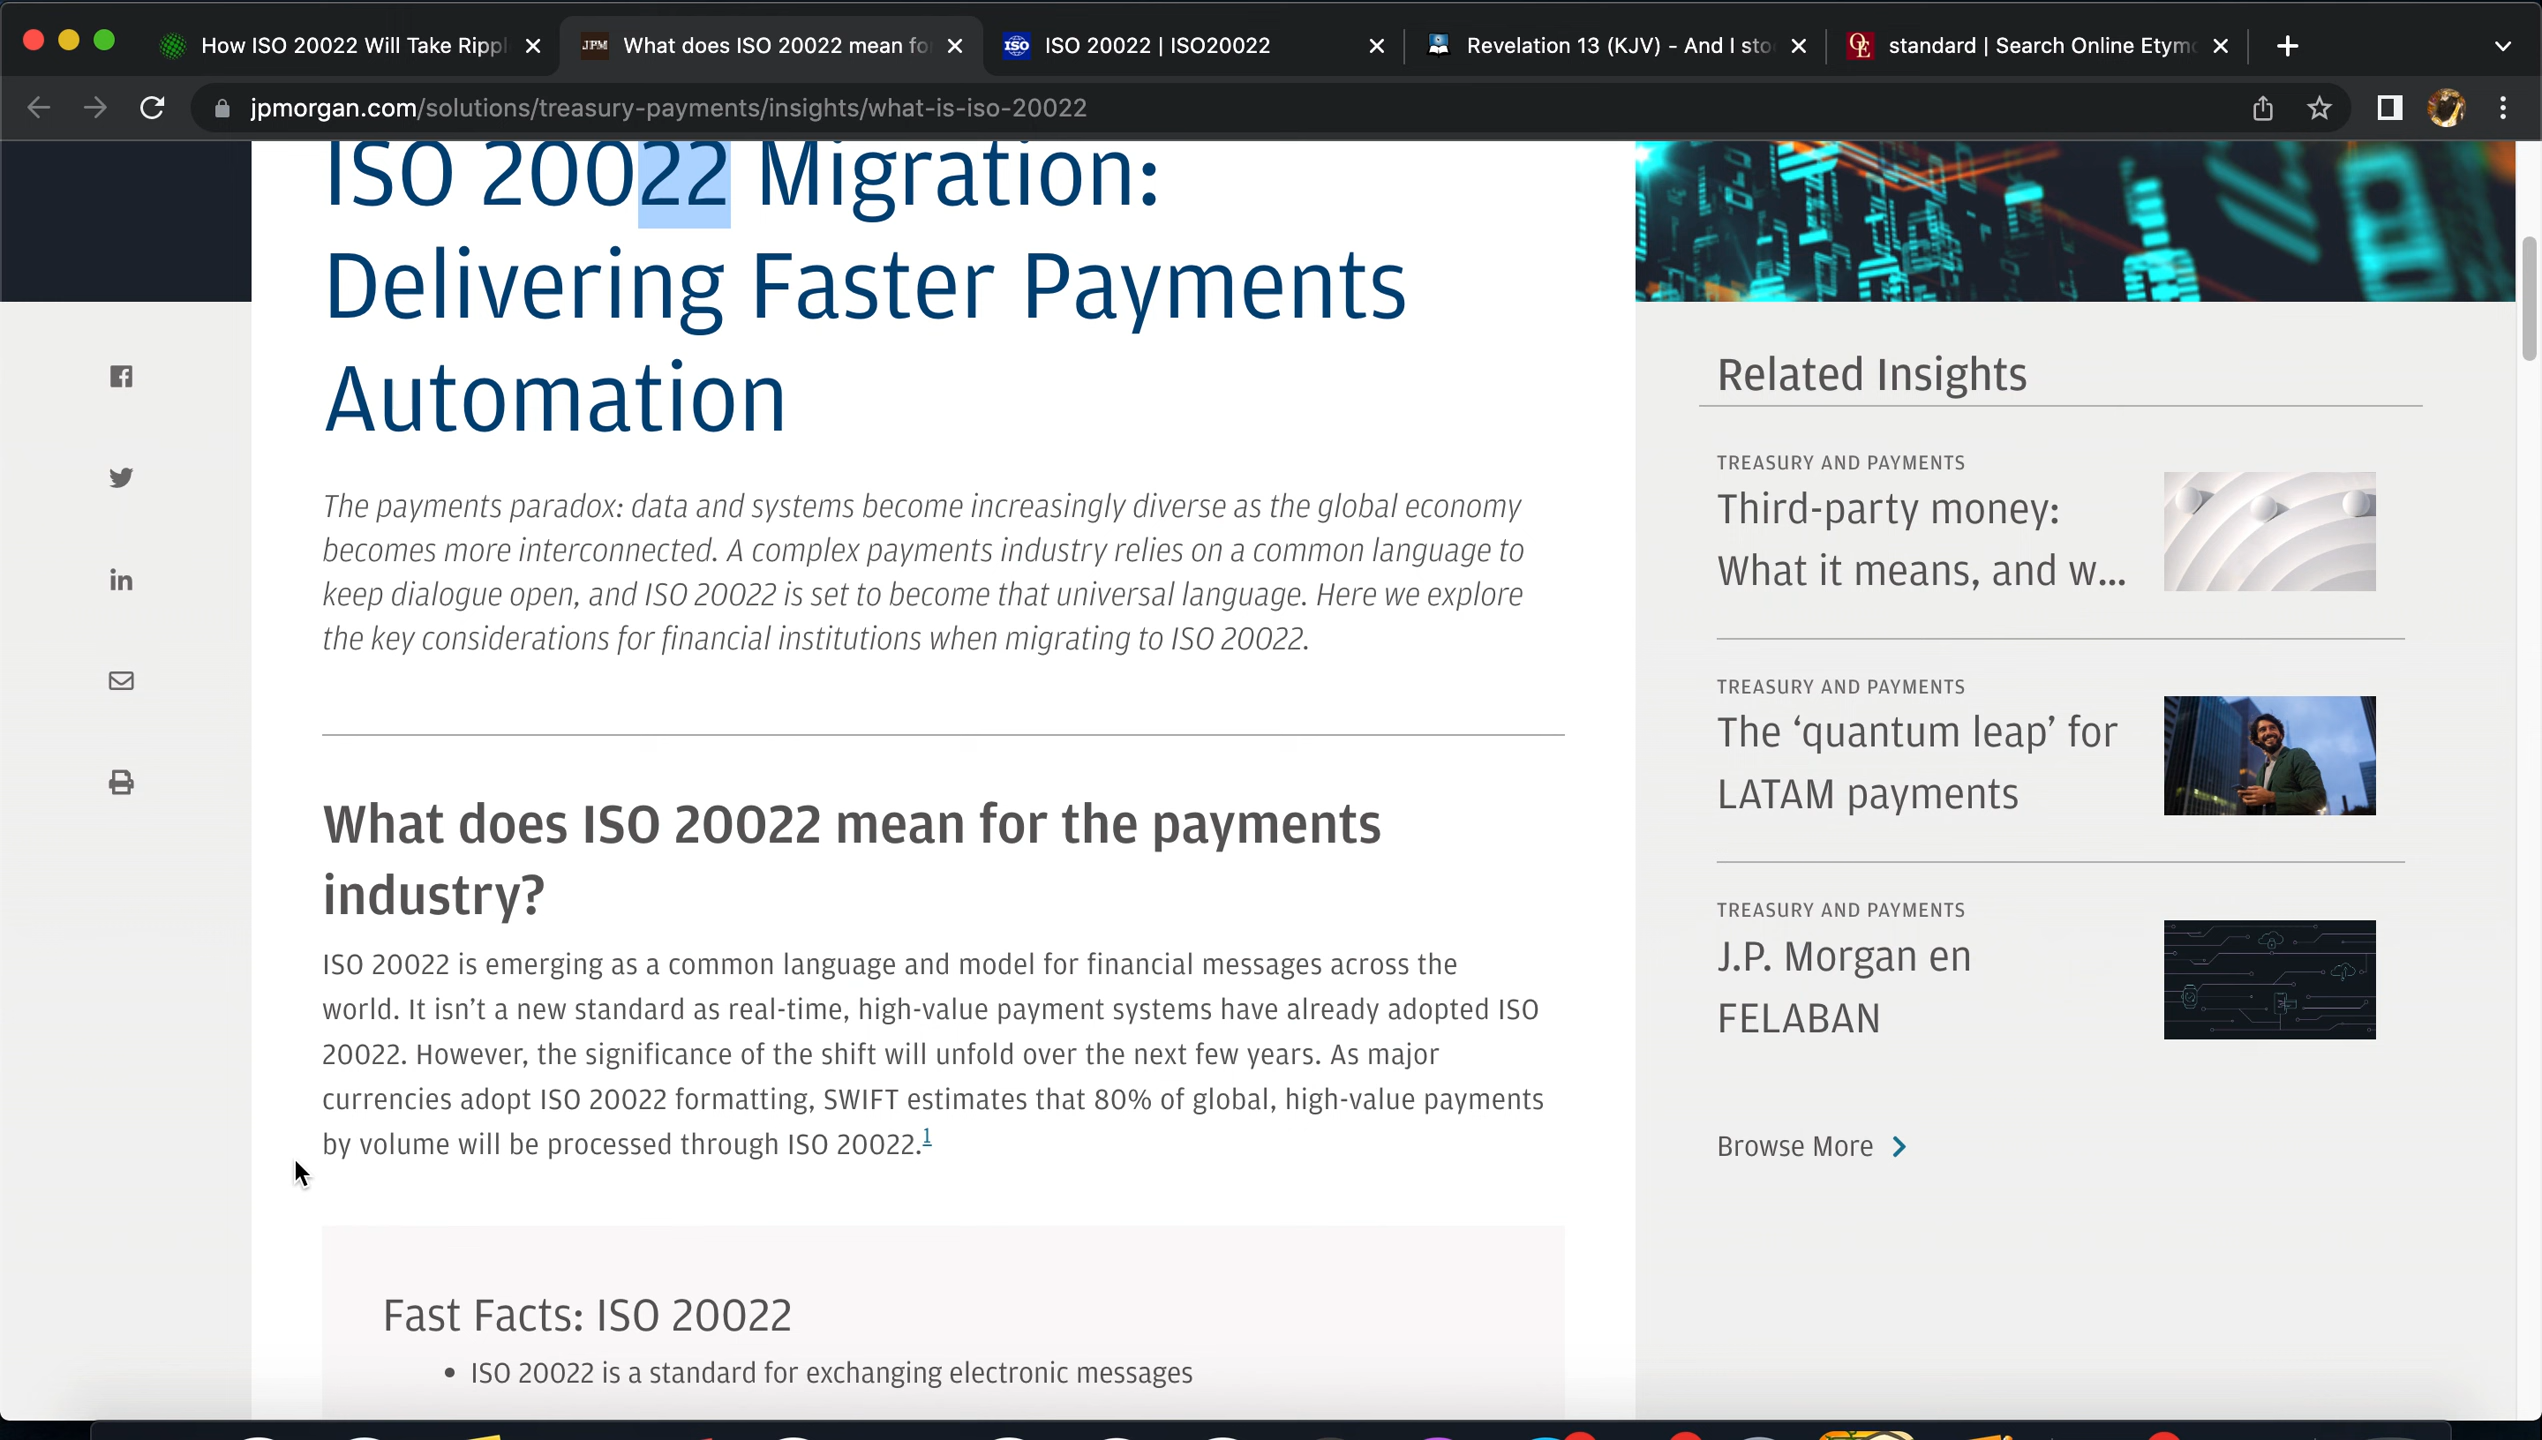 How ISO 20022 Will Take Rippl
What does ISO 20022 mean fo
ISO 20022 | ISO20022
Revelation 13 (KJV) - And I sto
standard | Search Online Etym
jpmorgan.com/solutions/treasury-payments/insights/what-is-iso-20022
ISO 20022 Migration:
Delivering Faster Payments
Automation
The payments paradox: data and systems become increasingly diverse as the global economy
becomes more interconnected. A complex payments industry relies on a common language to
keep dialogue open, and ISO 20022 is set to become that universal language. Here we explore
the key considerations for financial institutions when migrating to ISO 20022.
What does ISO 20022 mean for the payments
industry?
ISO 20022 is emerging as a common language and model for financial messages across the
world. It isn't a new standard as real-time, high-value payment systems have already adopted ISO
20022. However, the significance of the shift will unfold over the next few years. As major
currencies adopt ISO 20022 formatting, SWIFT estimates that 80% of global, high-value payments
by volume will be processed through ISO 20022.1
Fast Facts: ISO 20022
• ISO 20022 is a standard for exchanging electronic messages
Related Insights
TREASURY AND PAYMENTS
Third-party money:
What it means, and w...
TREASURY AND PAYMENTS
The ‘quantum leap’ for
LATAM payments
TREASURY AND PAYMENTS
J.P. Morgan en
FELABAN
Browse More